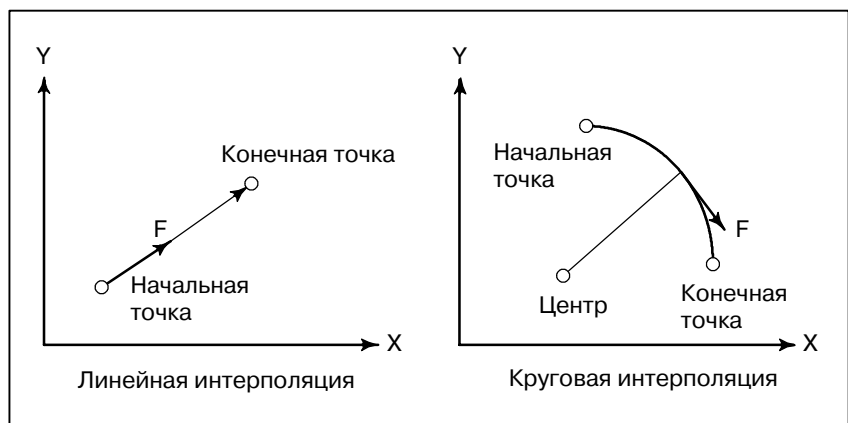 Y
Конечная точка
F
Начальная
точка
X
Линейная интерполяция
Y
Начальная
точка
F
Центр
Конечная
точка
X
Круговая интерполяция